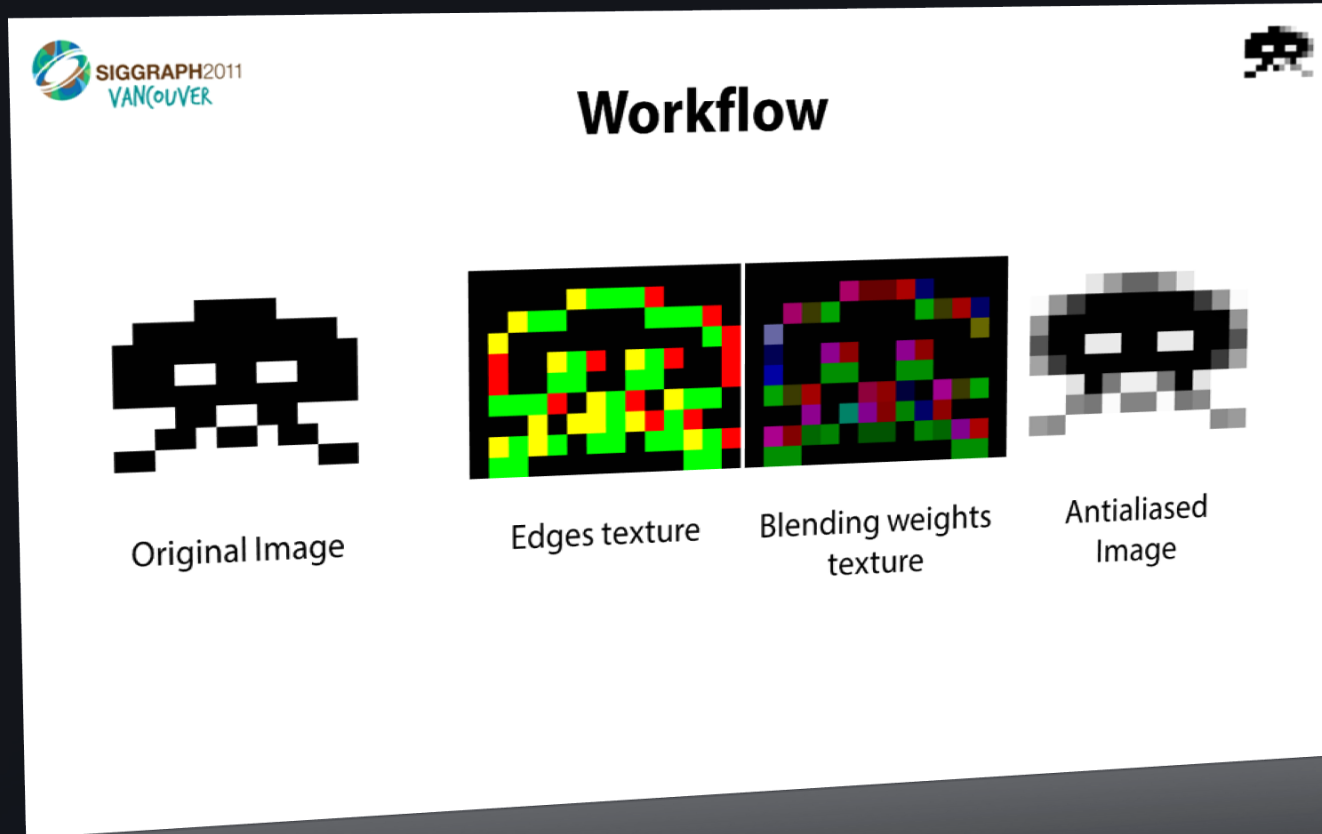 SIGGRAPH2011
VANCOUVER
Workflow
Original Image
Edges texture
Blending weights
texture
Antialiased
Image